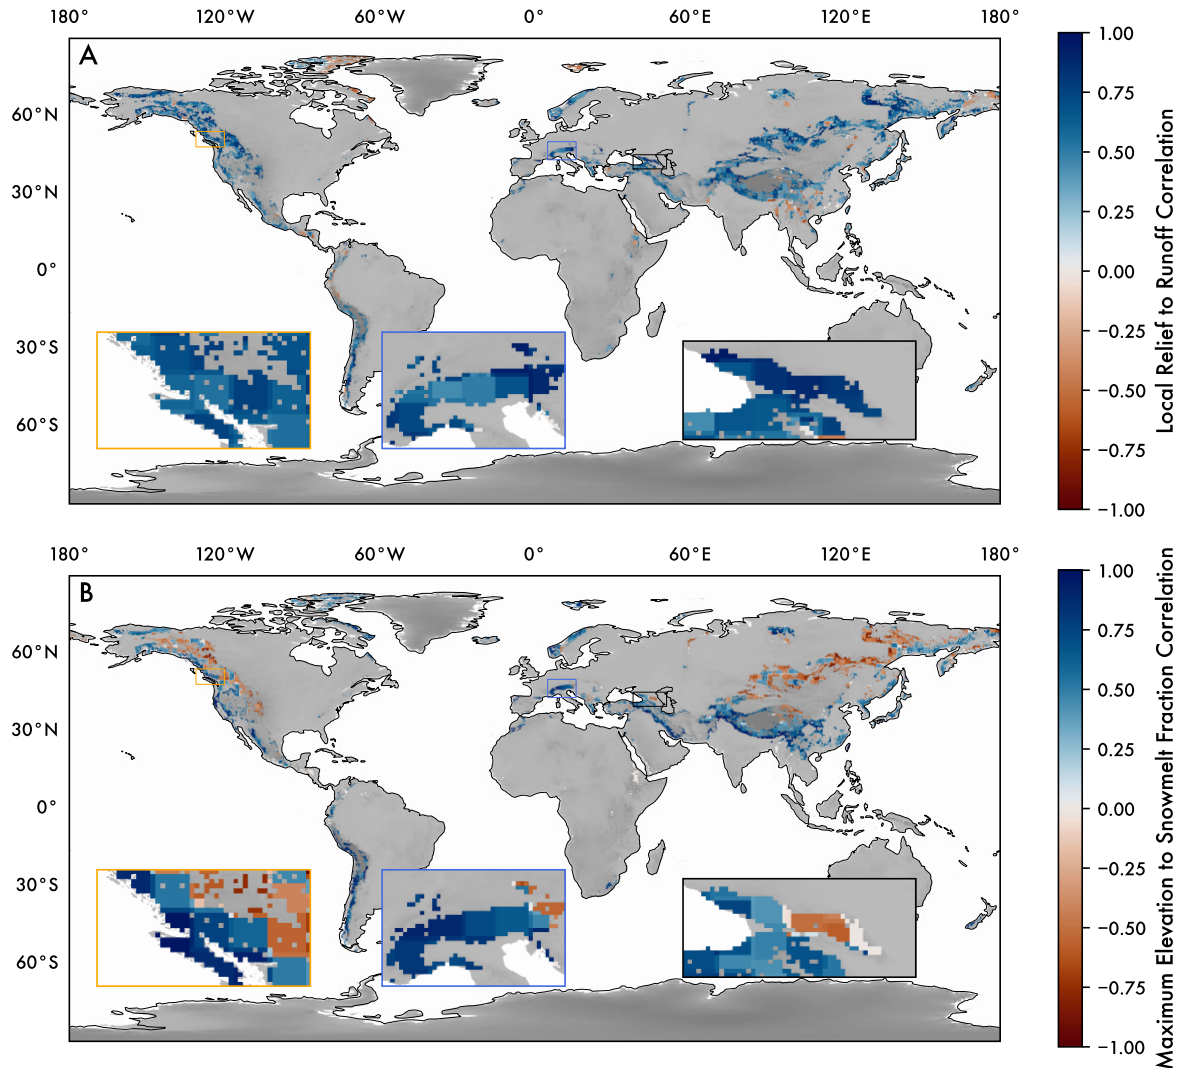 180° 120°W 60°W 0° 60°E 120°E 180°
A
60°N
30°N
0°
30°S
60°S
1.00
0.75
0.50
0.25
0.00
−0.25
−0.50
−0.75
−1.00
Local Relief to Runoff Correlation
180° 120°W 60°W 0° 60°E 120°E 180°
B
60°N
30°N
0°
30°S
60°S
1.00
0.75
0.50
0.25
0.00
−0.25
−0.50
−0.75
−1.00
Maximum Elevation to Snowmelt Fraction Correlation